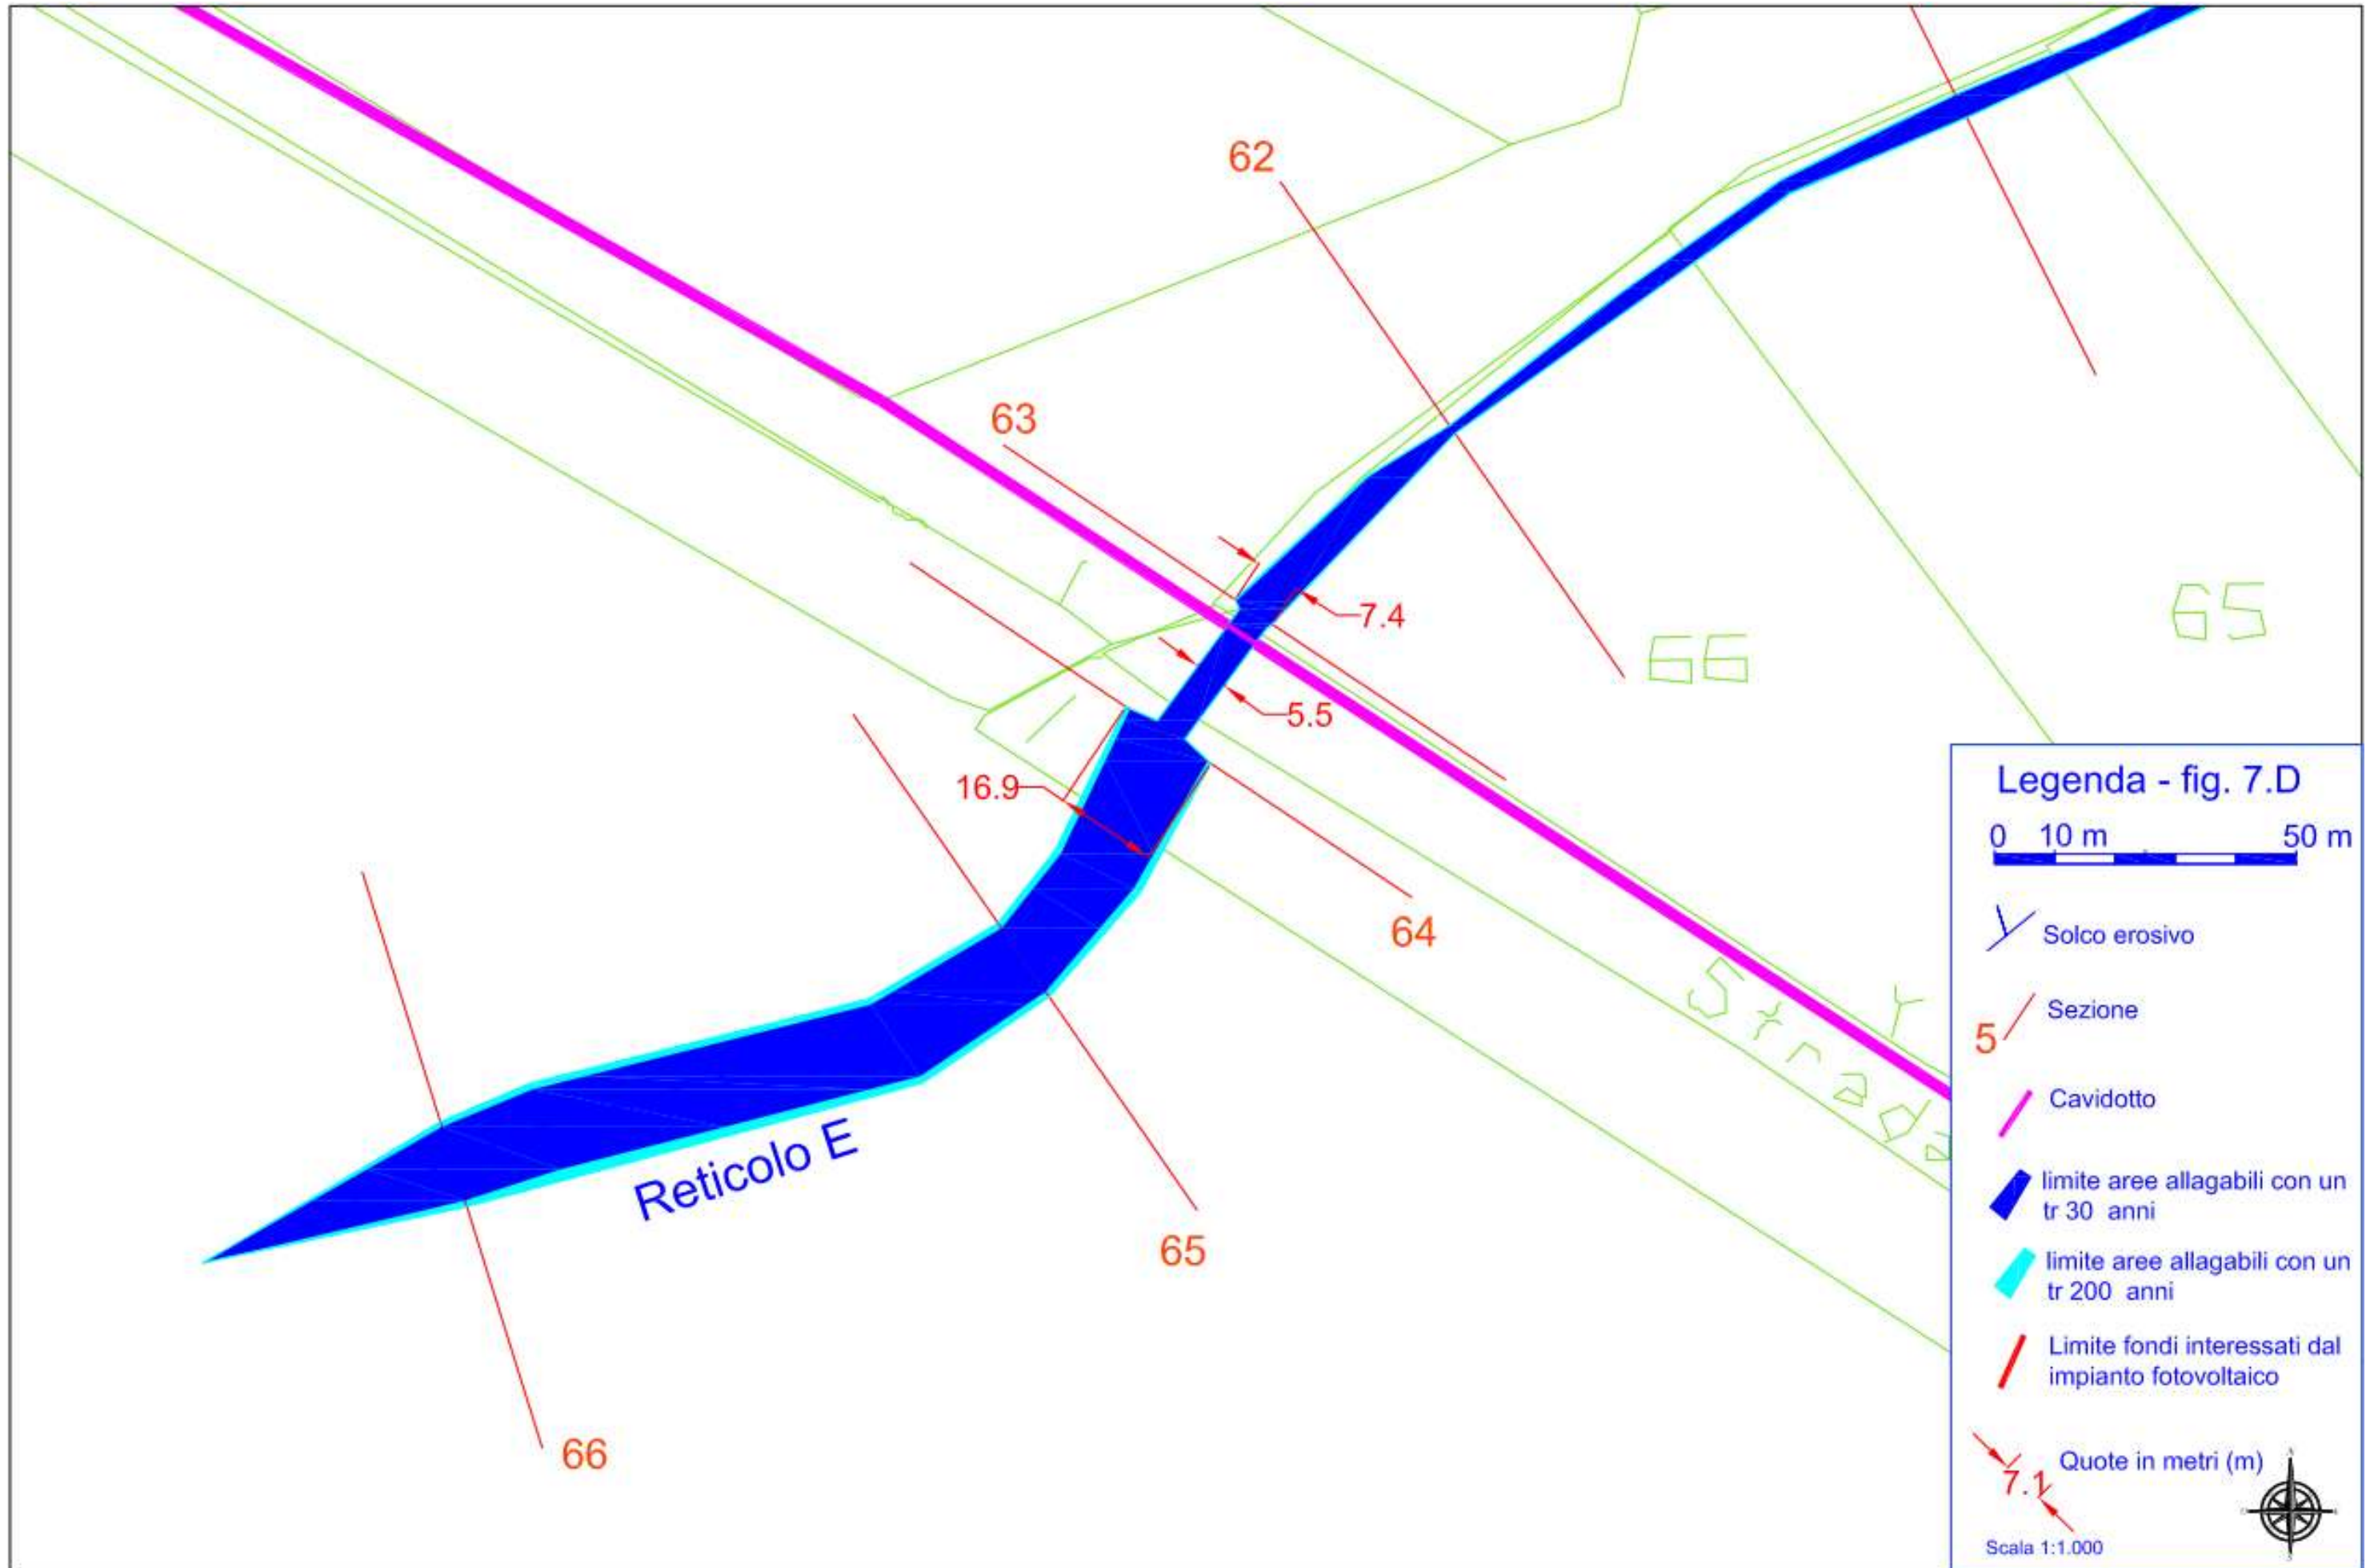 62
63
7.4
66
65
5.5
16.9
64
Strada
65
Reticolo E
66
Legenda - fig. 7.D
0 10 m 50 m
Solco erosivo
5 Sezione
Cavidotto
limite aree allagabili con un
tr 30 anni
limite aree allagabili con un
tr 200 anni
Limite fondi interessati dal
impianto fotovoltaico
Quote in metri (m)
7.1
Scala 1:1.000